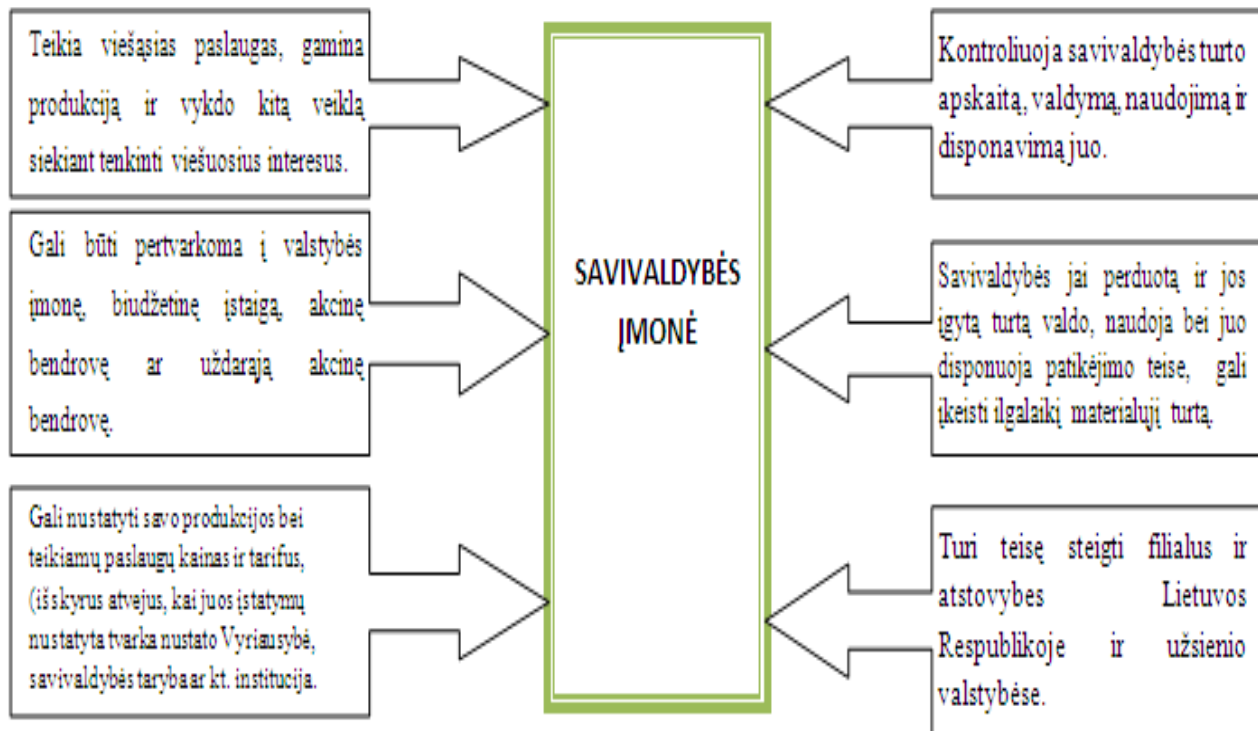 Teikia viešąsias paslaugas, gamina
produkciją ir vykdo kitą veiklą
siekiant tenkinti viešuosius interesus.
Gali būti pertvarkoma į valstybės
įmonę, biudžetinę įstaigą, akcinę
bendrovę ar uždarąją akcinę
bendrovę.
Gali nustatyti savo produkcijos bei
teikiamų paslaugų kainas ir tarifus,
(išskyrus atvejus, kai juos įstatymų
nustatyta tvarka nustato Vyriausybė,
savivaldybės taryba ar kt. institucija.
SAVIVALDYBĖS
ĮMONĖ
Kontroliuoja savivaldybės turto
apskaitą, valdymą, naudojimą ir
disponavimą juo.
Savivaldybės jai perduotą ir jos
įgytą turtą valdo, naudoja bei juo
disponuoja patikėjimo teise, gali
įkeisti ilgalaikį materialųjį turtą.
Turi teisę steigti filialus ir
atstovybes Lietuvos
Respublikoje ir užsienio
valstybėse.